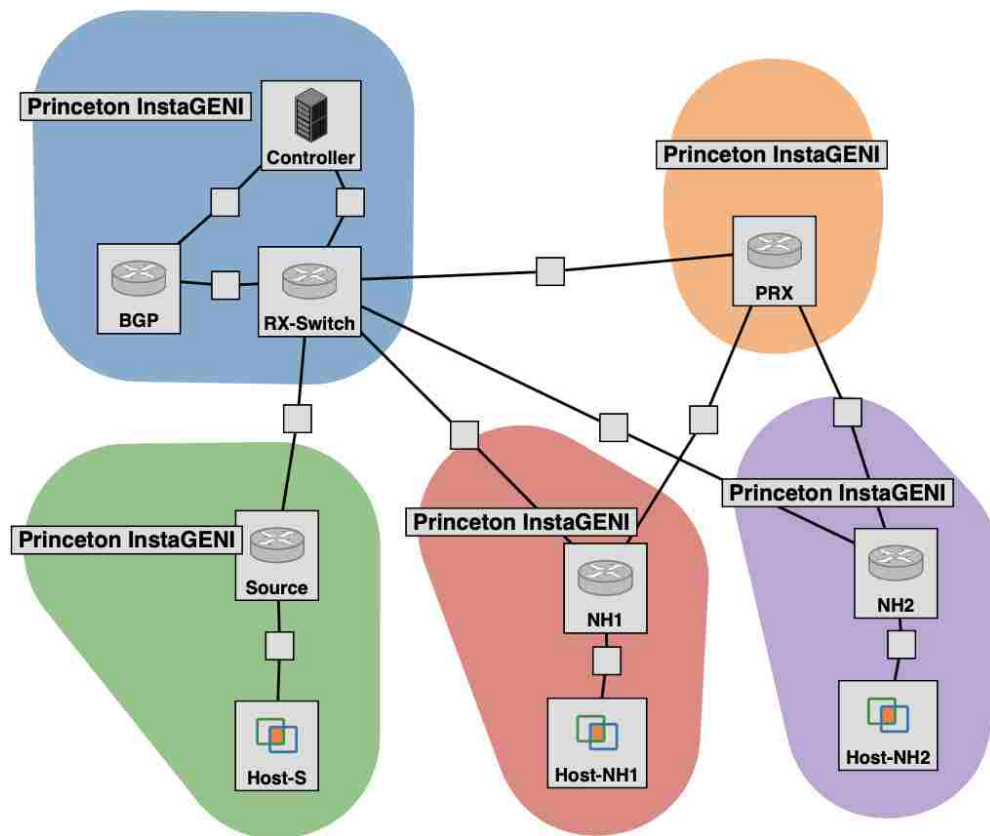 Princeton InstaGENI
Controller
BGP
RX-Switch
Princeton InstaGENI
PRX
Princeton InstaGENI
Source
Host-S
Princeton InstaGENI
NH1
Host-NH1
Princeton InstaGENI
NH2
Host-NH2